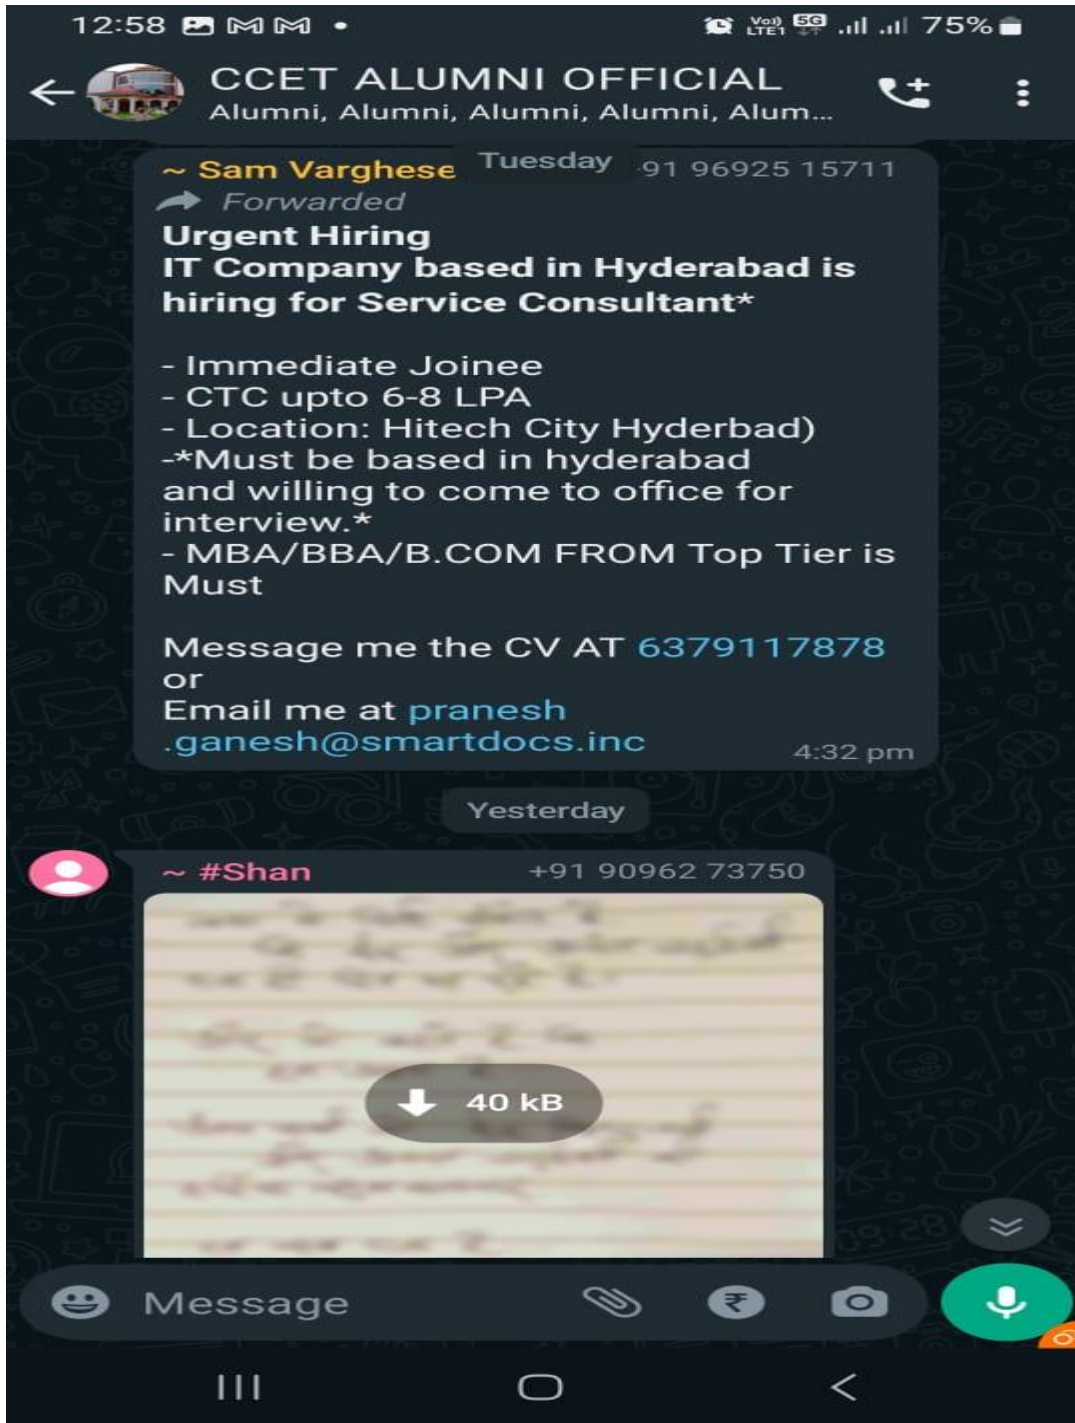 12:58
Voi) LTE1 5G 75%
CCET ALUMNI OFFICIAL
Alumni, Alumni, Alumni, Alumni, Alum...
Tuesday
~ Sam Varghese 91 96925 15711
Forwarded
Urgent Hiring
IT Company based in Hyderabad is
hiring for Service Consultant*
- Immediate Joinee
- CTC upto 6-8 LPA
- Location: Hitech City Hyderbad)
-*Must be based in hyderabad
and willing to come to office for
interview.*
- MBA/BBA/B.COM FROM Top Tier is
Must
Message me the CV AT 6379117878
or
Email me at pranesh
.ganesh@smartdocs.inc
4:32 pm
Yesterday
~ #Shan +91 90962 73750
40 kB
Message